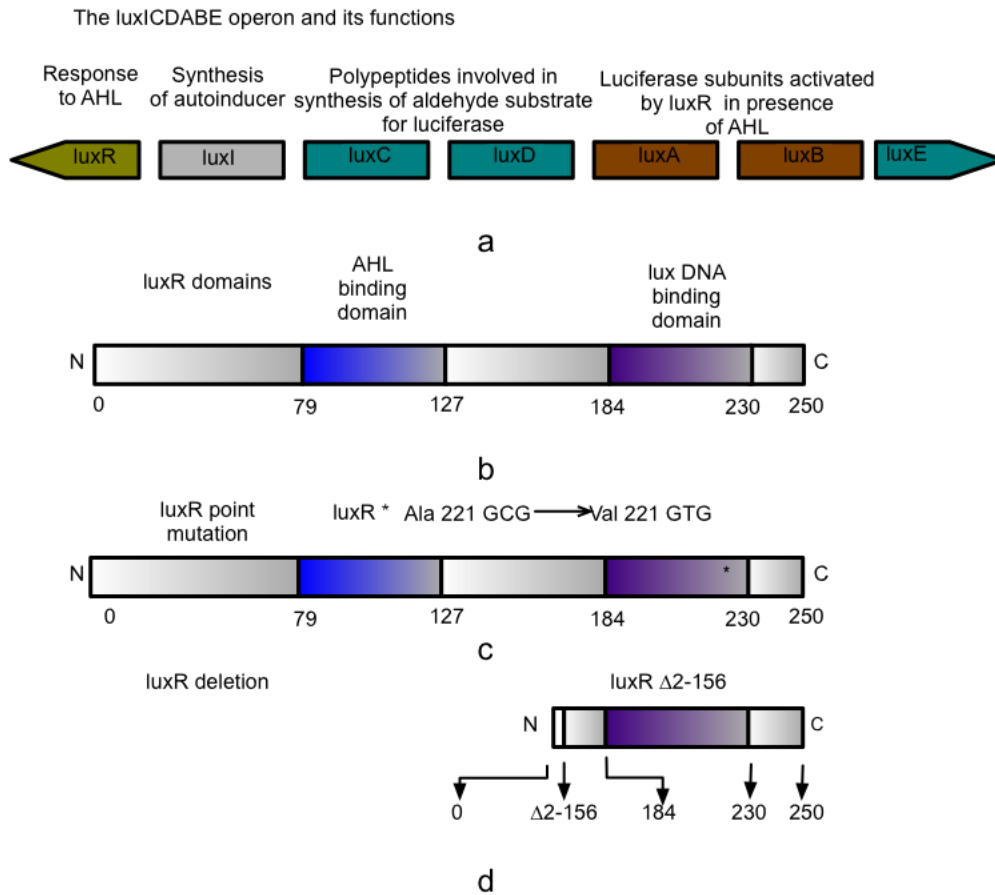 The luxICDABE operon and its functions
Response
to AHL
Synthesis
of autoinducer
Polypeptides involved in
synthesis of aldehyde substrate
for luciferase
Luciferase subunits activated
by luxR in presence
of AHL
luxR luxI luxC luxD luxA luxB luxE
a
luxR domains
AHL
binding
domain
lux DNA
binding
domain
N C
0 79 127 184 230 250
b
luxR point
mutation
luxR * Ala 221 GCG Val 221 GTG
N * C
0 79 127 184 230 250
c
luxR deletion
luxR Δ2-156
N C
0 Δ2-156 184 230 250
d